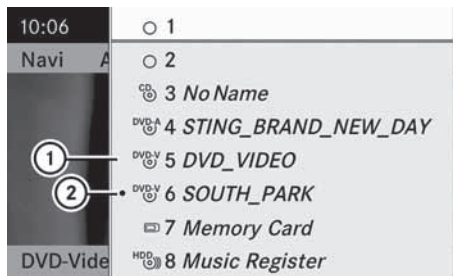 10:06
Navi A
DVD-Vide
1
2
CD 3 No Name
DVD-A 4 STING_BRAND_NEW_DAY
DVD-V 5 DVD_VIDEO
DVD-V 6 SOUTH_PARK
7 Memory Card
HDD 8 Music Register
1
2